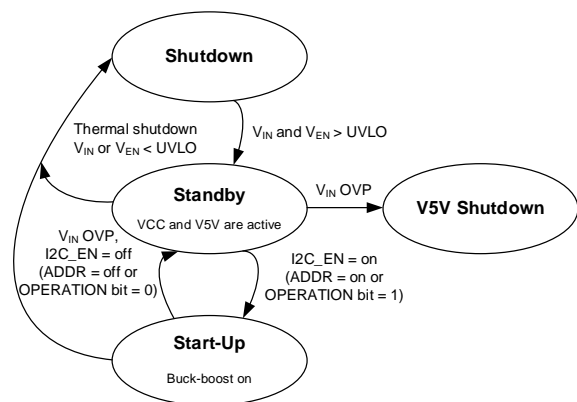 Shutdown
Thermal shutdown
VIN or VEN < UVLO
VIN and VEN > UVLO
Standby
VCC and V5V are active
VIN OVP
V5V Shutdown
VIN OVP,
I2C_EN = off
(ADDR = off or
OPERATION bit = 0)
I2C_EN = on
(ADDR = on or
OPERATION bit = 1)
Start-Up
Buck-boost on